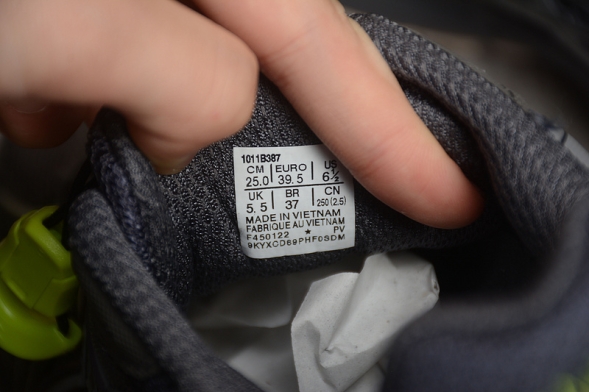 1011B387
CM EURO US
25.0 39.5 6½
UK BR CN
5.5 37 250 (2.5)
MADE IN VIETNAM
FABRIQUE AU VIETNAM
F450122 * PV
9KYXCD69PHF0SDM